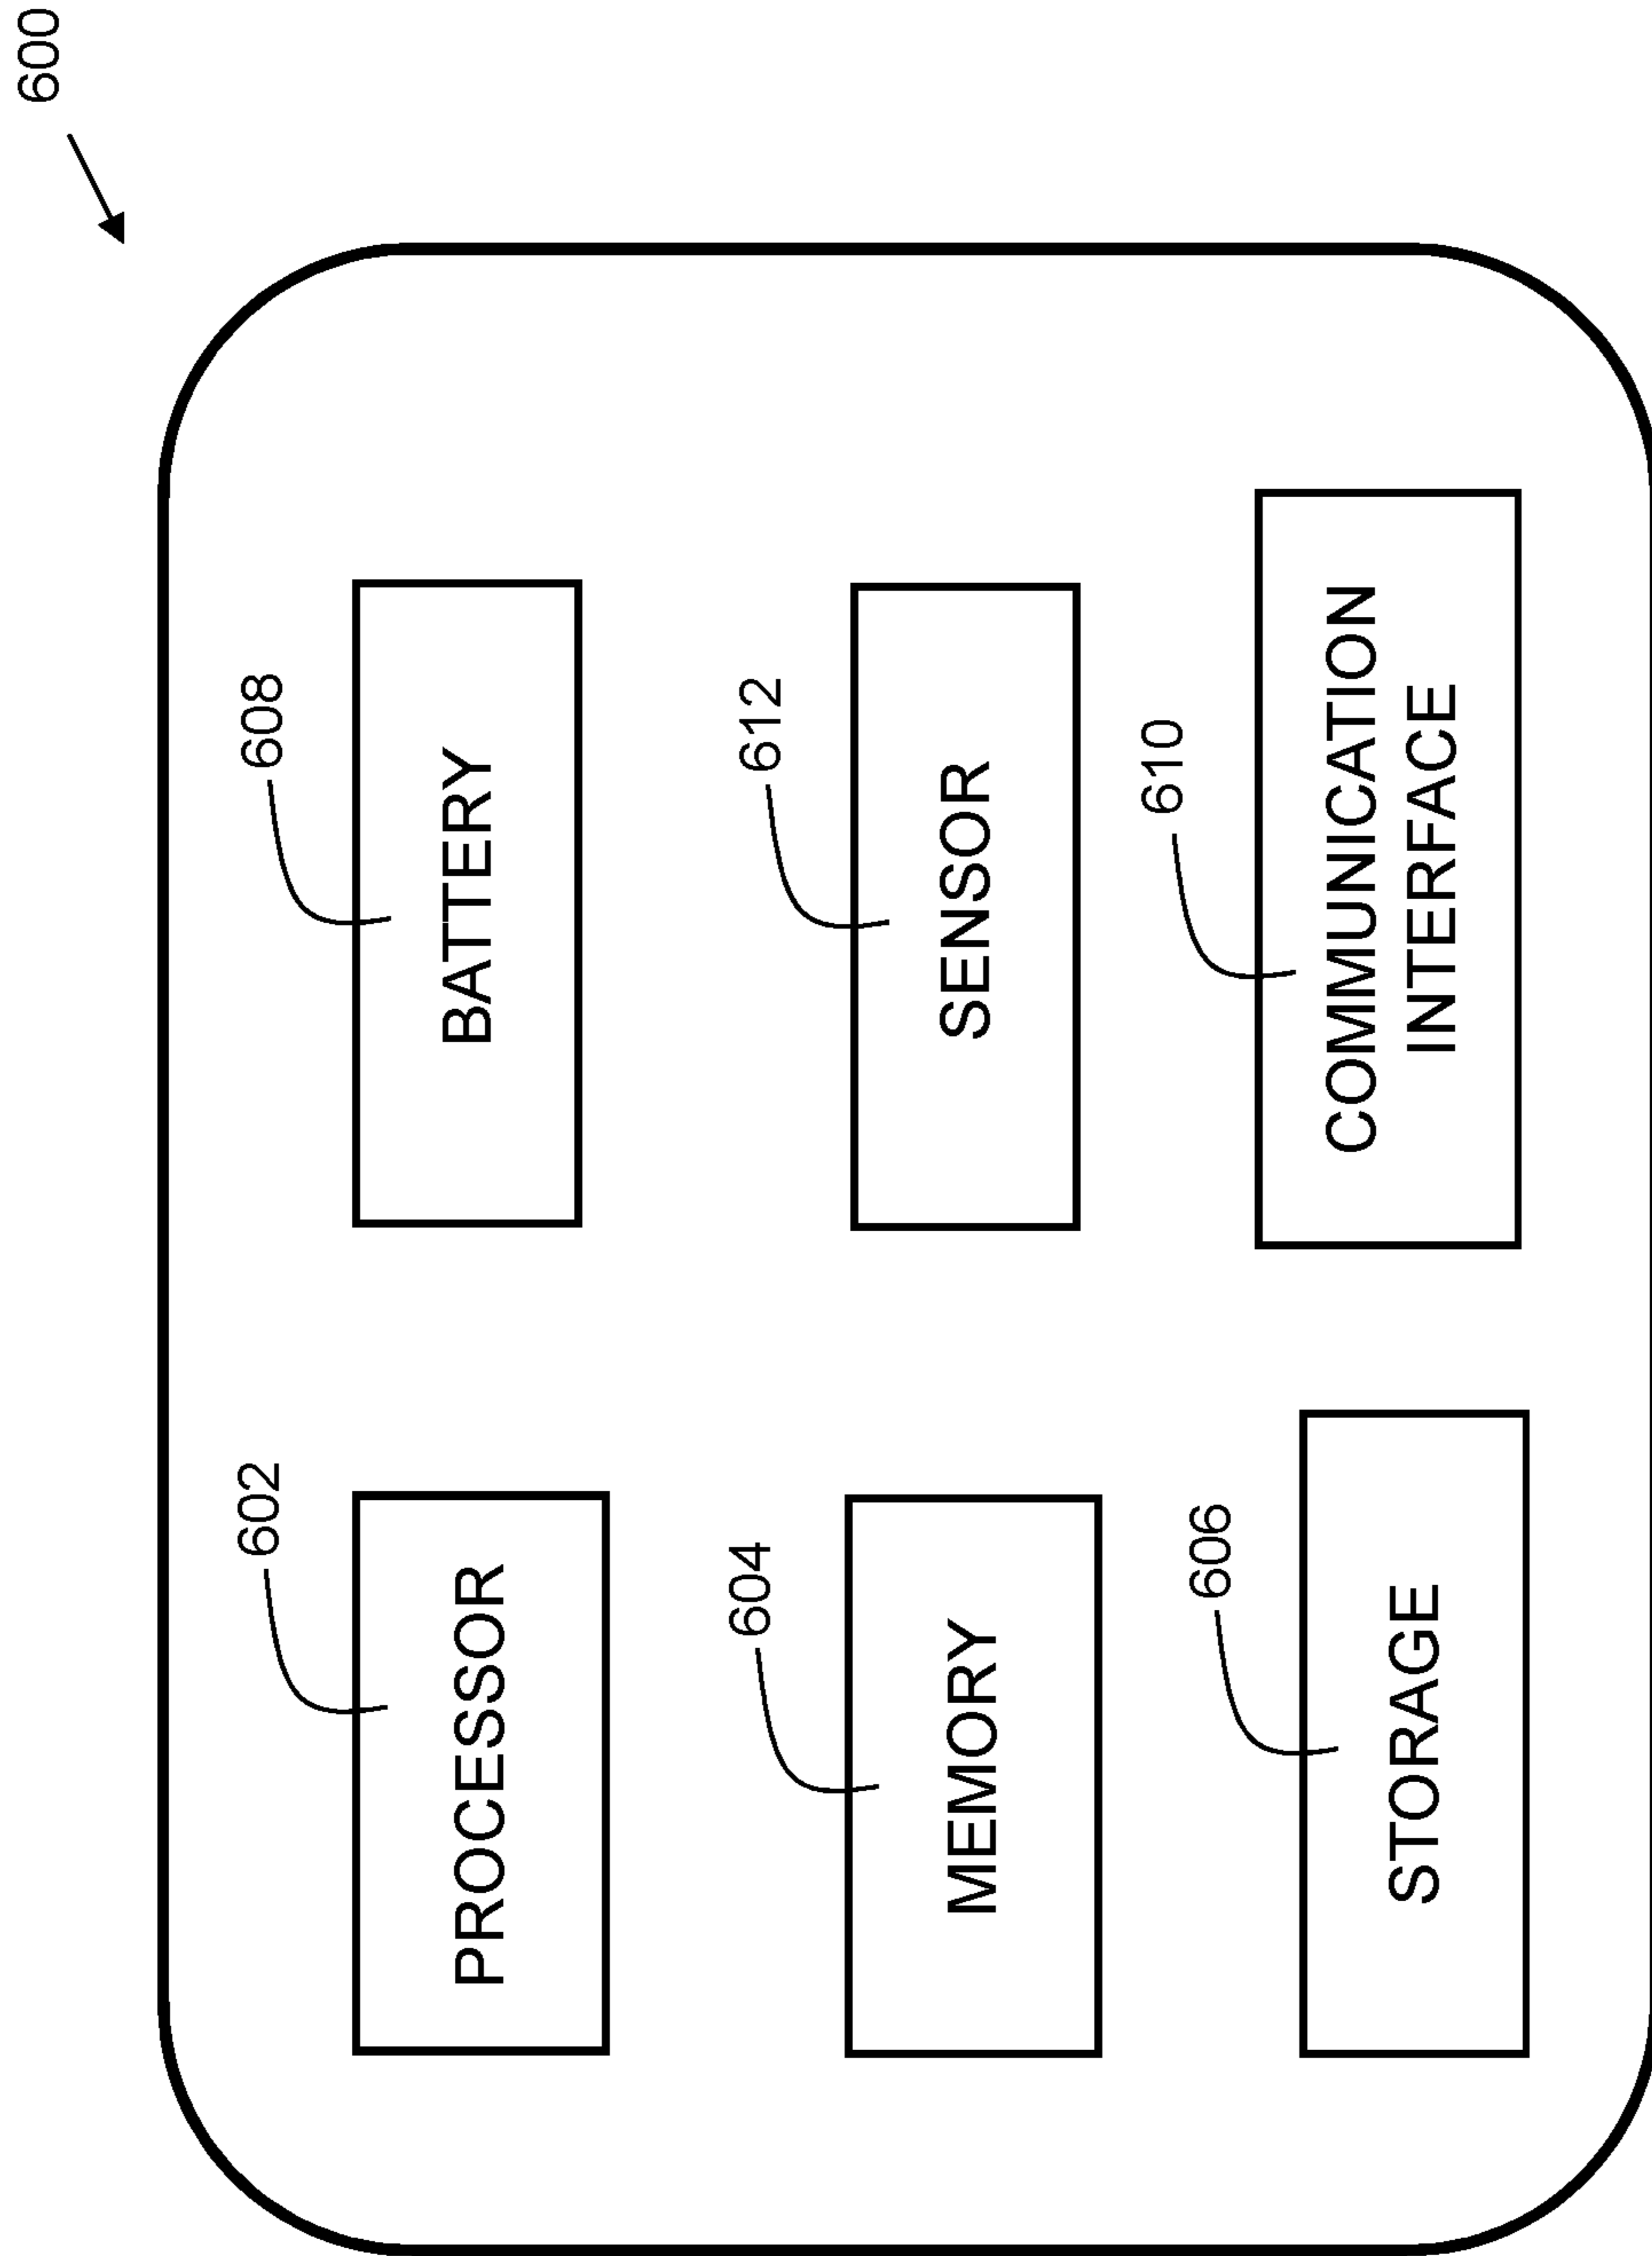 600
602
PROCESSOR
608
BATTERY
604
MEMORY
612
SENSOR
606
STORAGE
610
COMMUNICATION
INTERFACE